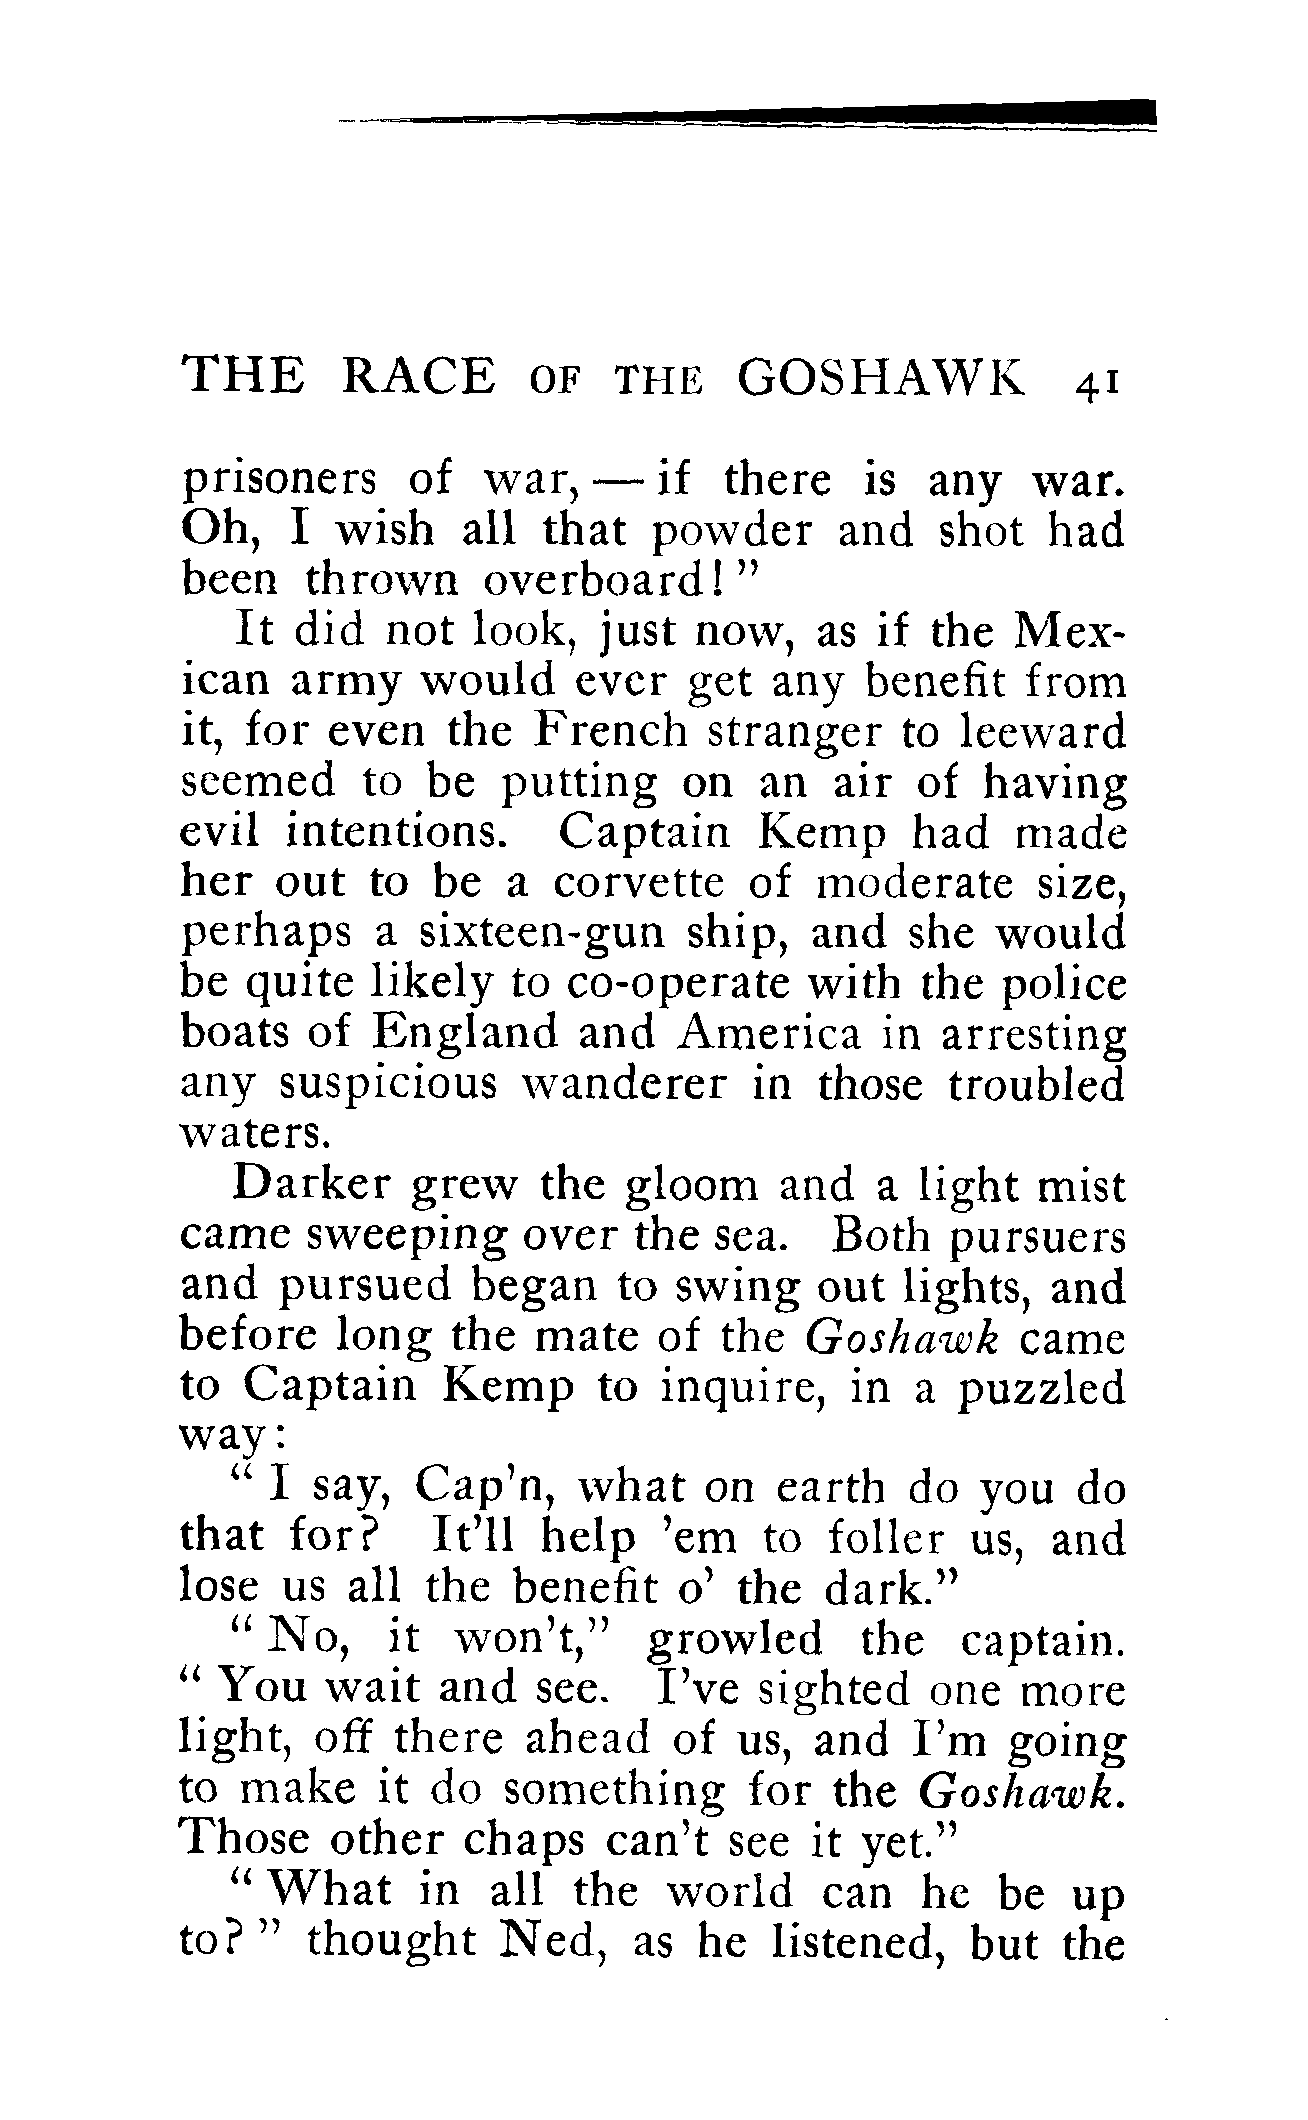 THE RACE OF THE GOSHAWK 41
prisoners of war, — if there is any war.
Oh, I wish all that powder and shot had
been thrown overboard! ”
It did not look, just now, as if the Mex-
ican army would ever get any benefit from
it, for even the French stranger to leeward
seemed to be putting on an air of having
evil intentions. Captain Kemp had made
her out to be a corvette of moderate size,
perhaps a sixteen-gun ship, and she would
be quite likely to co-operate with the police
boats of England and America in arresting
any suspicious wanderer in those troubled
waters.
Darker grew the gloom and a light mist
came sweeping over the sea. Both pursuers
and pursued began to swing out lights, and
before long the mate of the Goshawk came
to Captain Kemp to inquire, in a puzzled
way:
“ I say, Cap’n, what on earth do you do
that for? It’ll help ’em to foller us, and
lose us all the benefit o’ the dark.”
“ No, it won’t,” growled the captain.
“ You wait and see. I’ve sighted one more
light, off there ahead of us, and I’m going
to make it do something for the Goshawk.
Those other chaps can’t see it yet.”
“ What in all the world can he be up
to? ” thought Ned, as he listened, but the